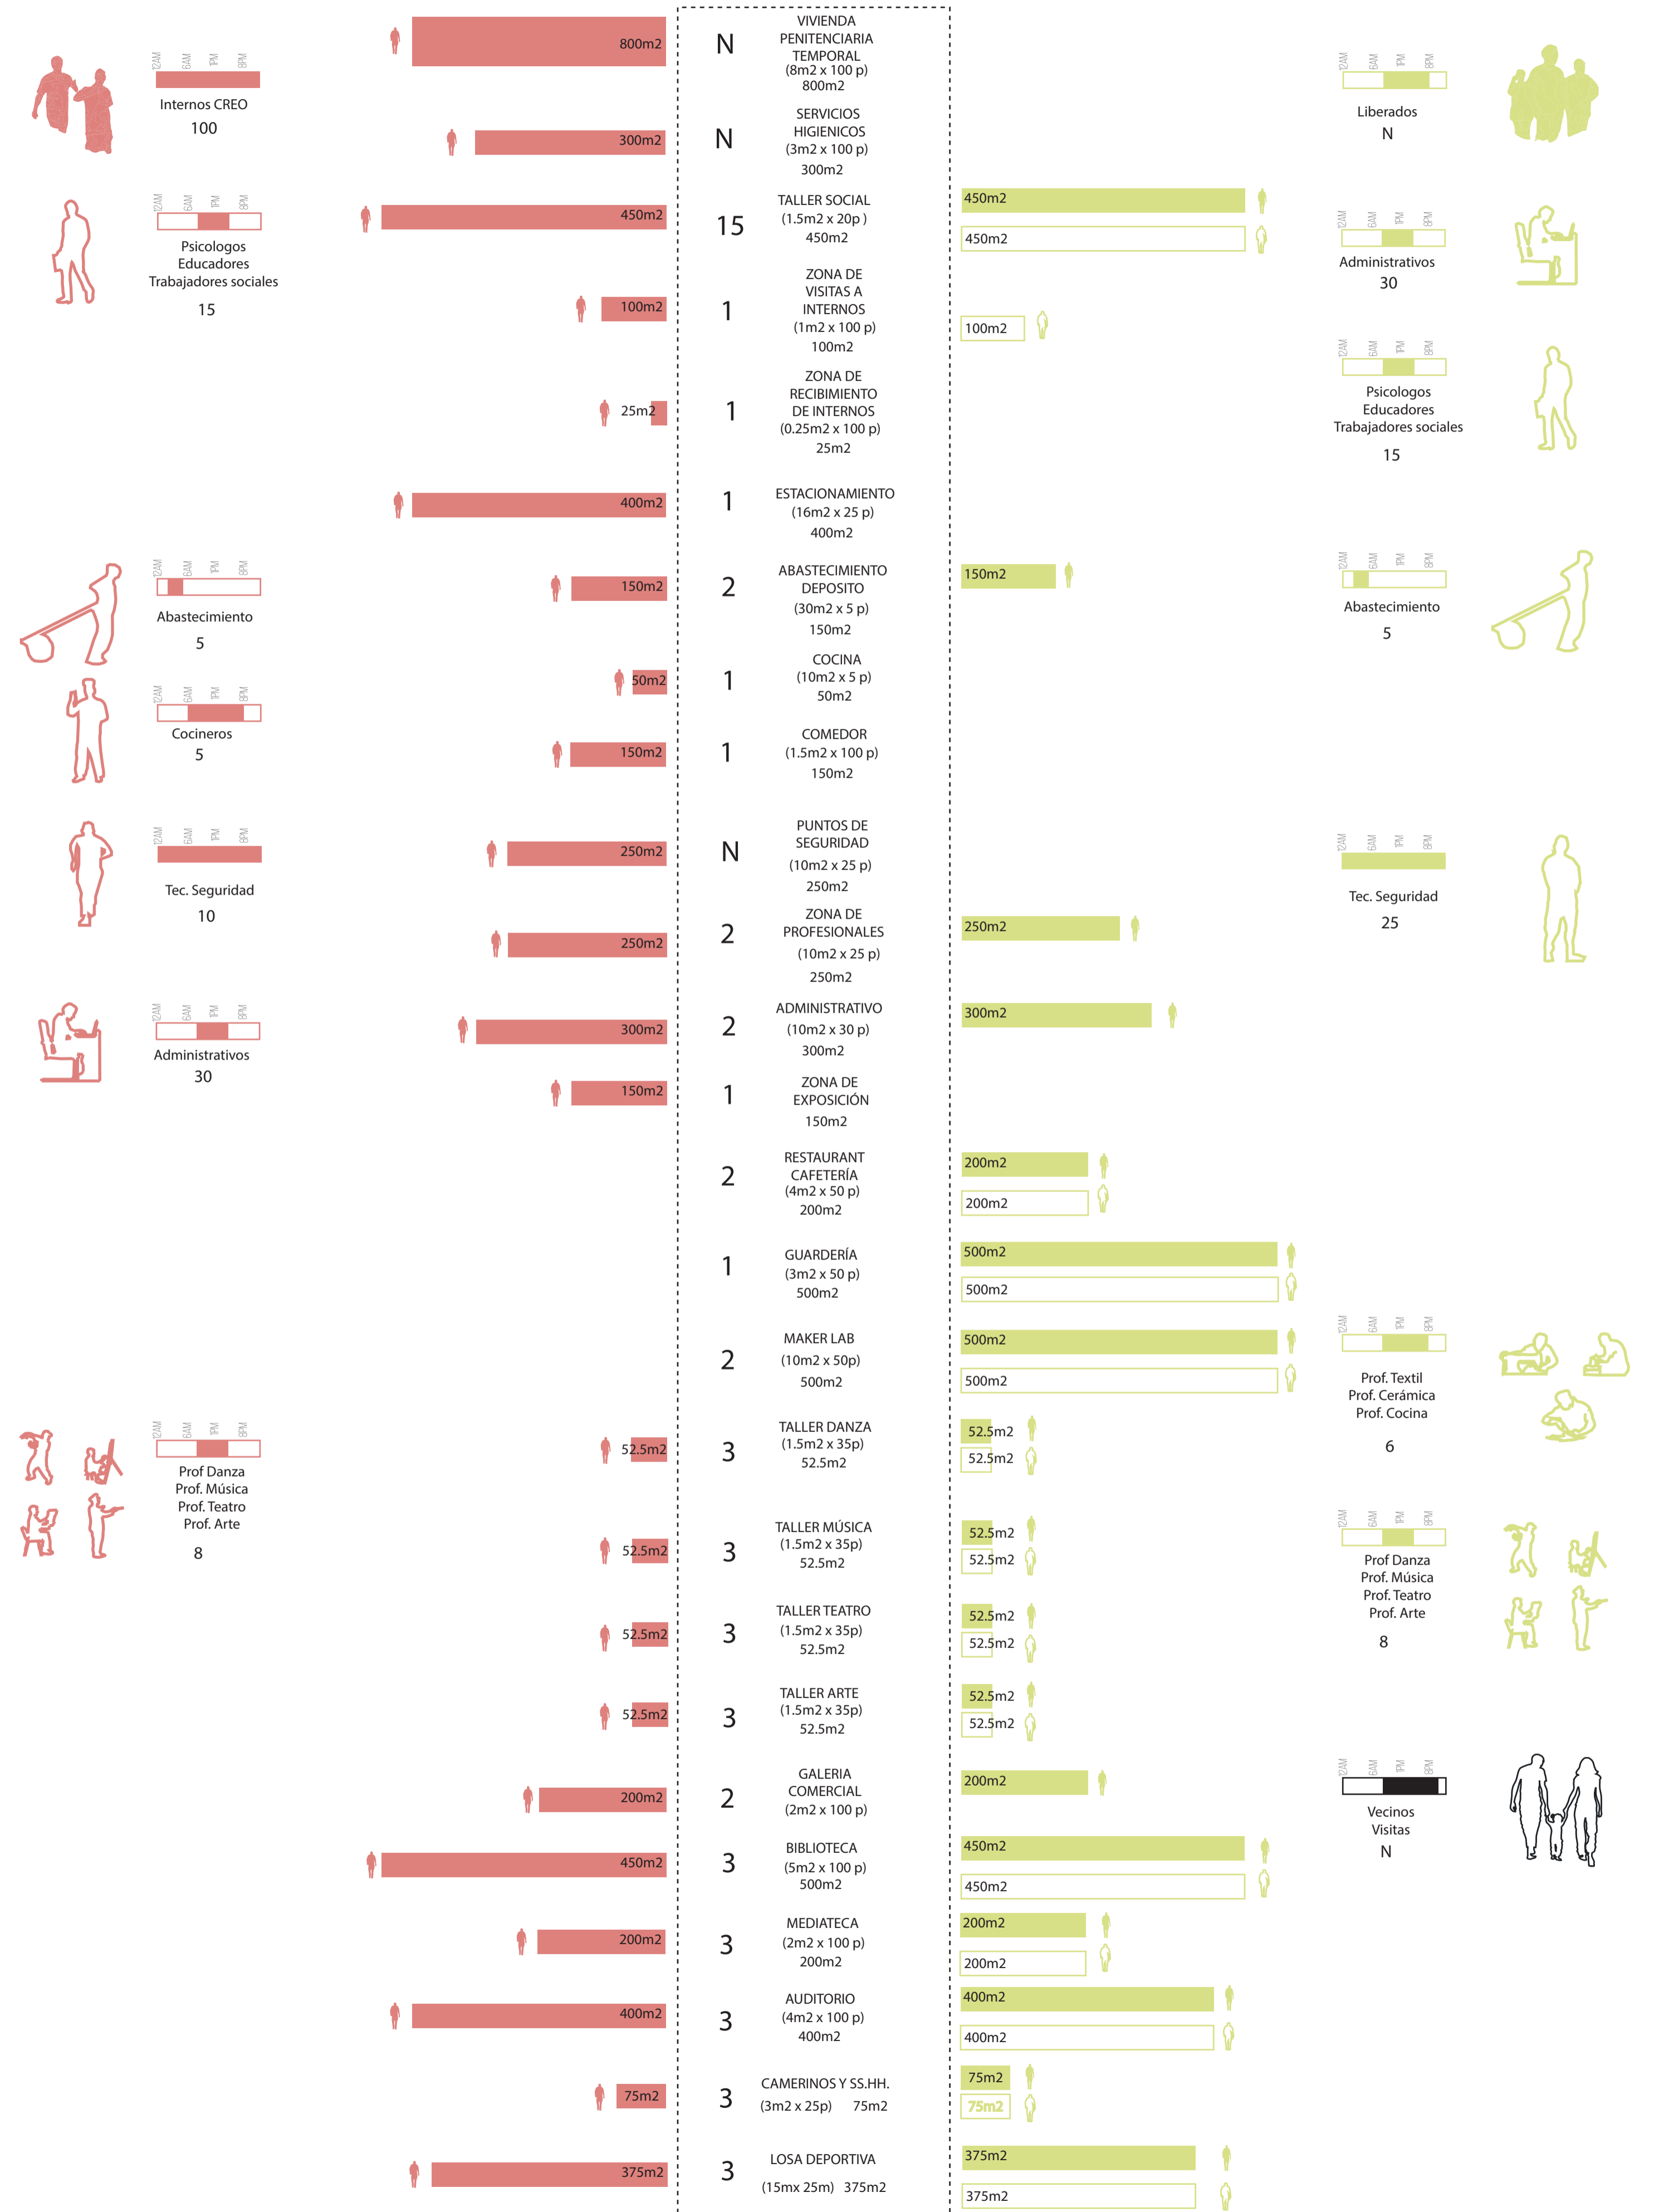 12AM 6AM 1PM 8PM
Internos CREO
100
12AM 6AM 1PM 8PM
Psicologos
Educadores
Trabajadores sociales
15
12AM 6AM 1PM 8PM
Abastecimiento
5
12AM 6AM 1PM 8PM
Cocineros
5
12AM 6AM 1PM 8PM
Tec. Seguridad
10
12AM 6AM 1PM 8PM
Administrativos
30
12AM 6AM 1PM 8PM
Prof Danza
Prof. Música
Prof. Teatro
Prof. Arte
8
800m2
300m2
450m2
100m2
25m2
400m2
150m2
50m2
150m2
250m2
250m2
300m2
150m2
52.5m2
52.5m2
52.5m2
52.5m2
200m2
450m2
200m2
400m2
75m2
375m2
N
VIVIENDA
PENITENCIARIA
TEMPORAL
(8m2 x 100 p)
800m2
N
SERVICIOS
HIGIENICOS
(3m2 x 100 p)
300m2
15
TALLER SOCIAL
(1.5m2 x 20p )
450m2
1
ZONA DE
VISITAS A
INTERNOS
(1m2 x 100 p)
100m2
1
ZONA DE
RECIBIMIENTO
DE INTERNOS
(0.25m2 x 100 p)
25m2
1
ESTACIONAMIENTO
(16m2 x 25 p)
400m2
2
ABASTECIMIENTO
DEPOSITO
(30m2 x 5 p)
150m2
1
COCINA
(10m2 x 5 p)
50m2
1
COMEDOR
(1.5m2 x 100 p)
150m2
N
PUNTOS DE
SEGURIDAD
(10m2 x 25 p)
250m2
2
ZONA DE
PROFESIONALES
(10m2 x 25 p)
250m2
2
ADMINISTRATIVO
(10m2 x 30 p)
300m2
1
ZONA DE
EXPOSICIÓN
150m2
2
RESTAURANT
CAFETERÍA
(4m2 x 50 p)
200m2
1
GUARDERÍA
(3m2 x 50 p)
500m2
2
MAKER LAB
(10m2 x 50p)
500m2
3
TALLER DANZA
(1.5m2 x 35p)
52.5m2
3
TALLER MÚSICA
(1.5m2 x 35p)
52.5m2
3
TALLER TEATRO
(1.5m2 x 35p)
52.5m2
3
TALLER ARTE
(1.5m2 x 35p)
52.5m2
2
GALERIA
COMERCIAL
(2m2 x 100 p)
3
BIBLIOTECA
(5m2 x 100 p)
500m2
3
MEDIATECA
(2m2 x 100 p)
200m2
3
AUDITORIO
(4m2 x 100 p)
400m2
3
CAMERINOS Y SS.HH.
(3m2 x 25p) 75m2
3
LOSA DEPORTIVA
(15mx 25m) 375m2
450m2
450m2
100m2
150m2
250m2
300m2
200m2
200m2
500m2
500m2
500m2
500m2
52.5m2
52.5m2
52.5m2
52.5m2
52.5m2
52.5m2
52.5m2
52.5m2
200m2
450m2
450m2
200m2
200m2
400m2
400m2
75m2
75m2
375m2
375m2
12AM 6AM 1PM 8PM
Liberados
N
12AM 6AM 1PM 8PM
Administrativos
30
12AM 6AM 1PM 8PM
Psicologos
Educadores
Trabajadores sociales
15
12AM 6AM 1PM 8PM
Abastecimiento
5
12AM 6AM 1PM 8PM
Tec. Seguridad
25
12AM 6AM 1PM 8PM
Prof. Textil
Prof. Cerámica
Prof. Cocina
6
12AM 6AM 1PM 8PM
Prof Danza
Prof. Música
Prof. Teatro
Prof. Arte
8
12AM 6AM 1PM 8PM
Vecinos
Visitas
N